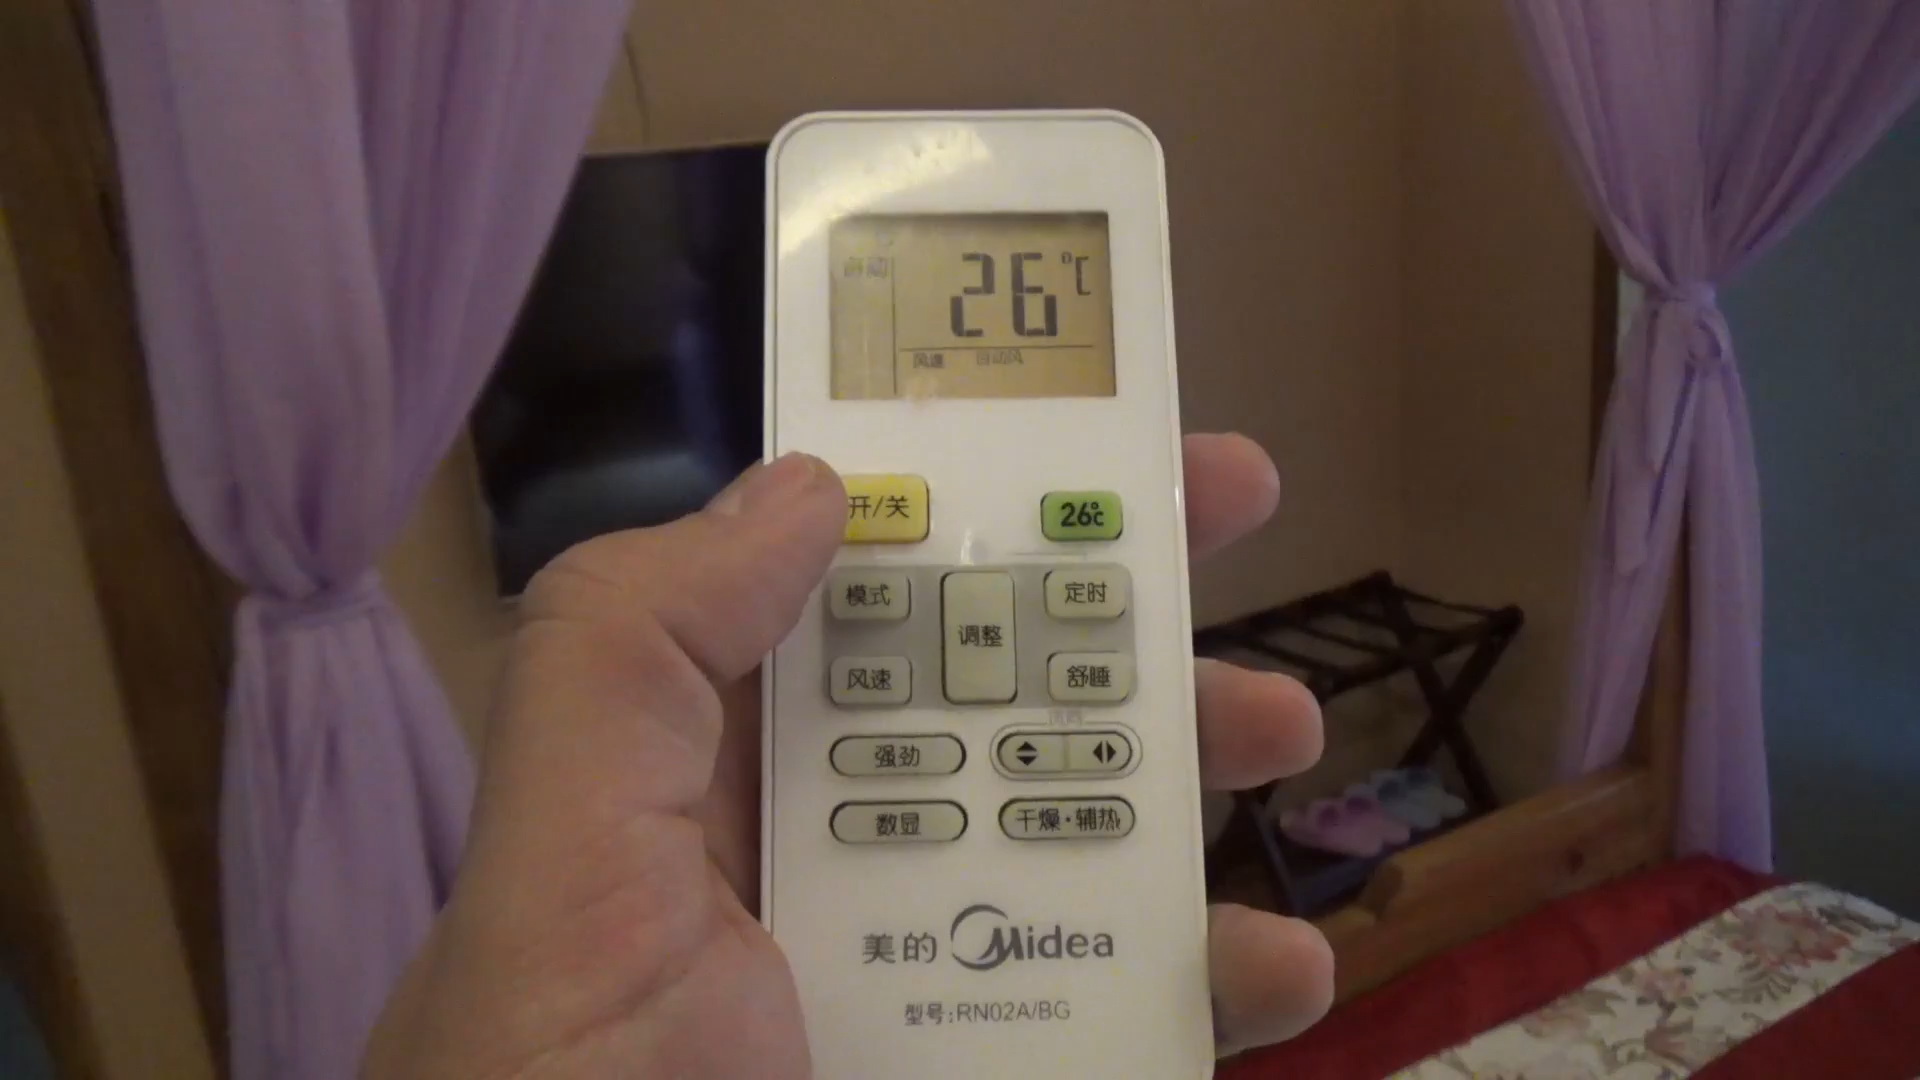 自动
26℃
风速 自动风
开/关
26℃
模式
调整
定时
风速
舒睡
强劲
数显
干燥·辅热
美的 Midea
型号:RN02A/BG